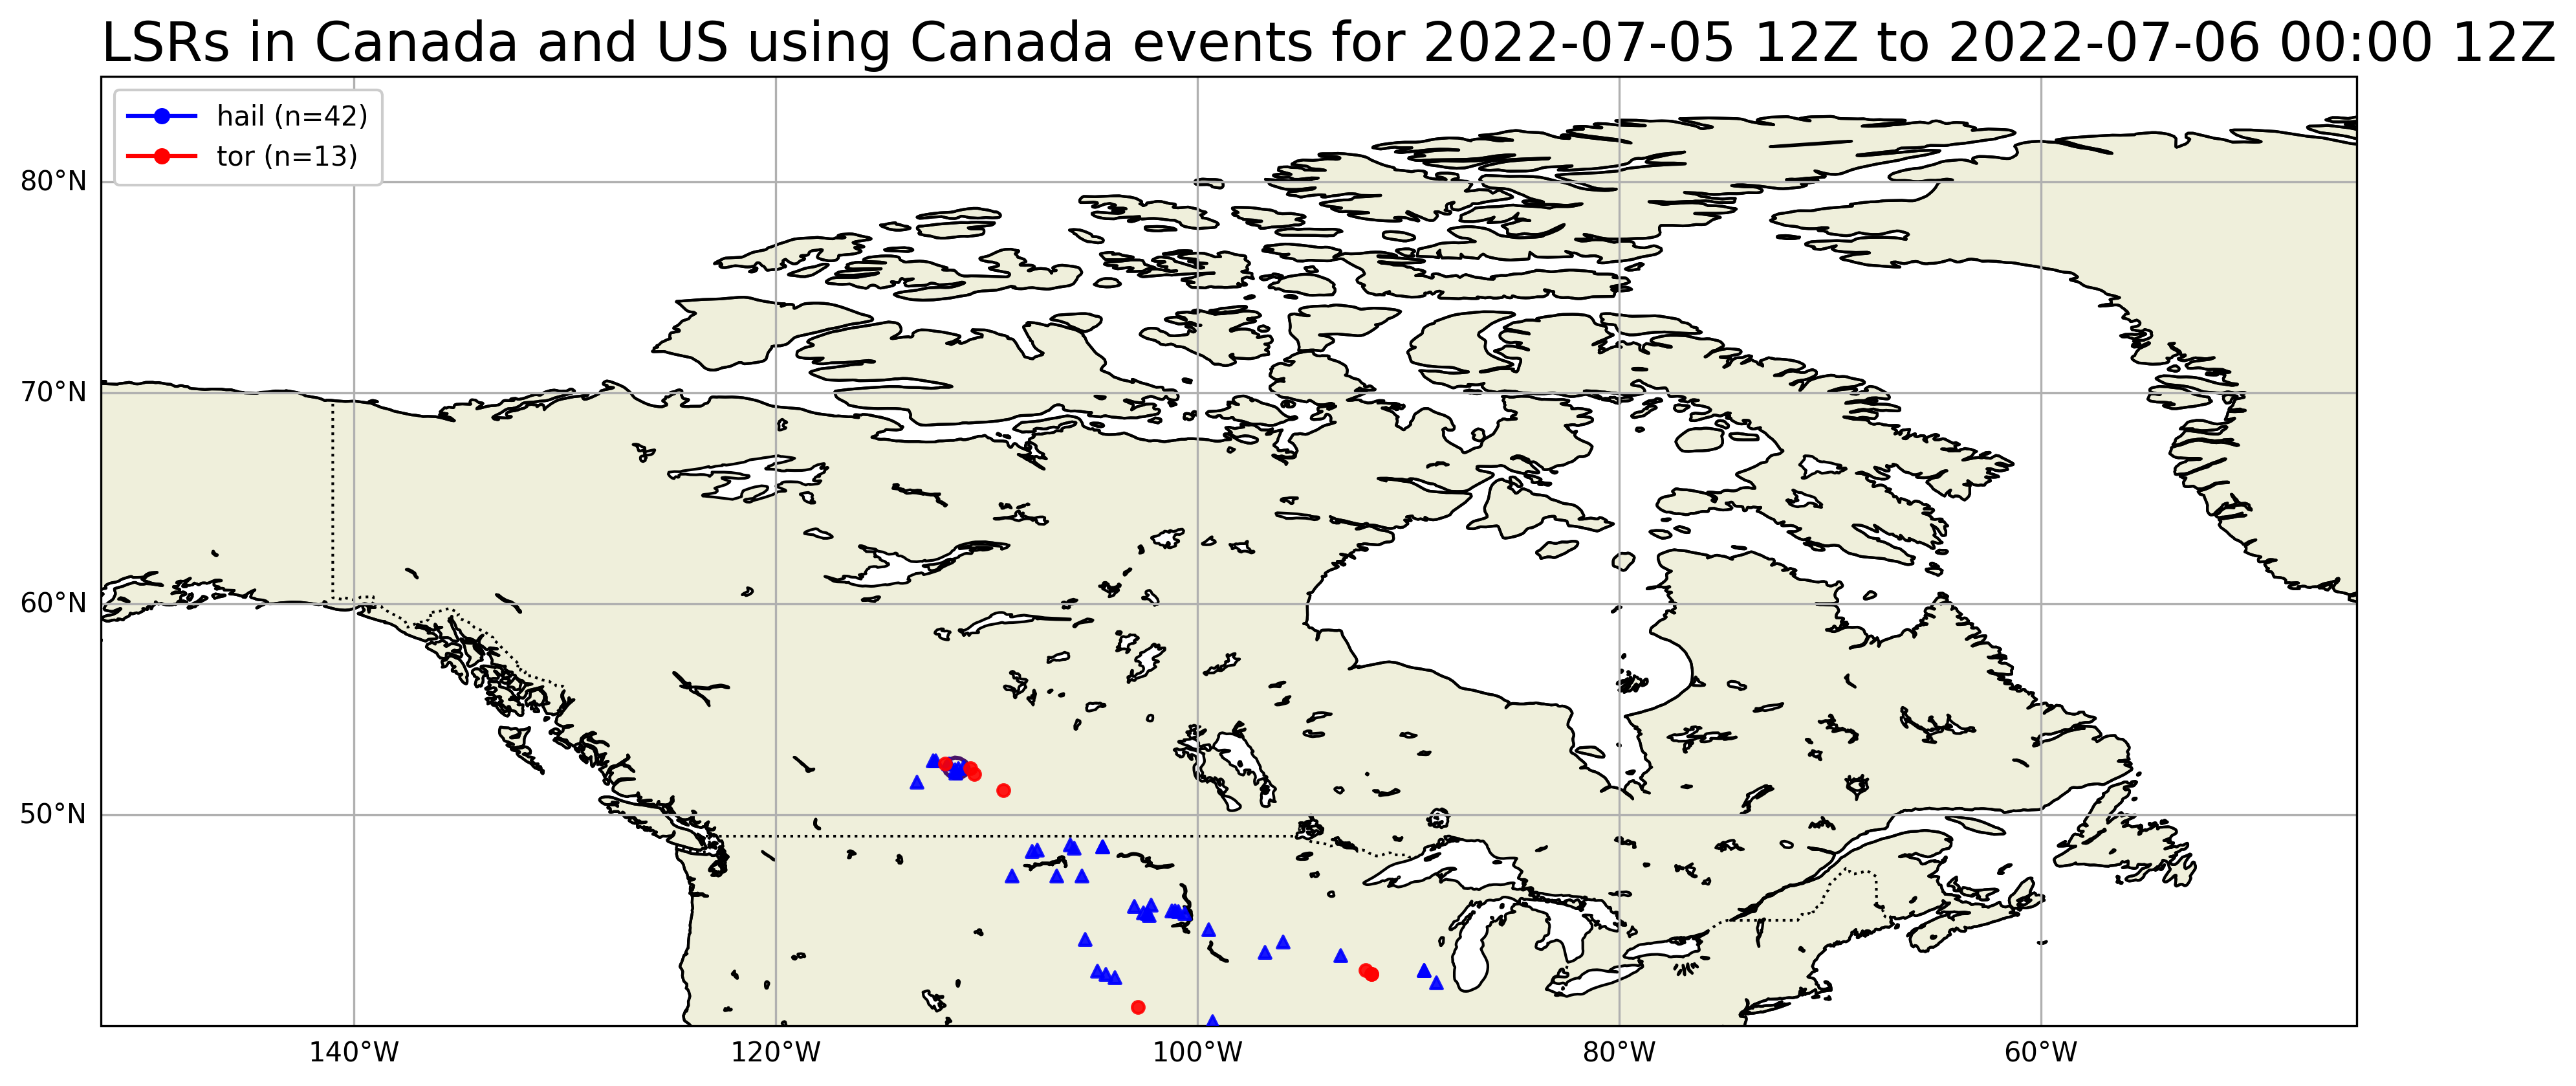 LSRs in Canada and US using Canada events for 2022-07-05 12Z to 2022-07-06 00:00 12Z
hail (n=42)
tor (n=13)
80°N
70°N
60°N
50°N
140°W
120°W
100°W
80°W
60°W